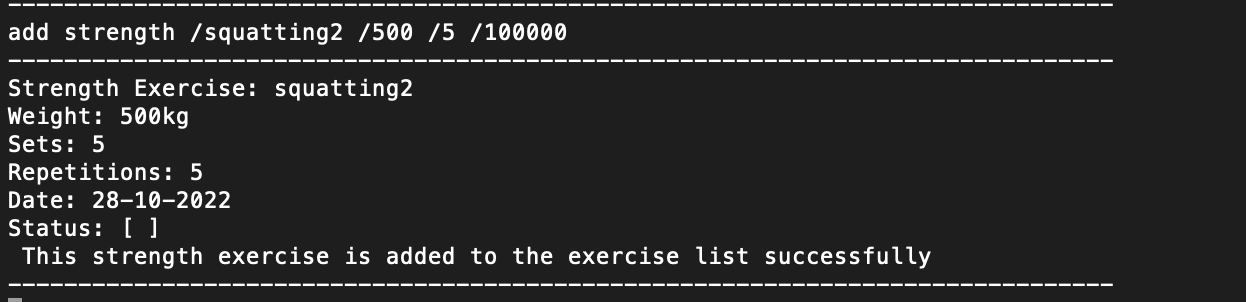 -------------------------------------------------------------------------------
add strength /squatting2 /500 /5 /100000
-------------------------------------------------------------------------------
Strength Exercise: squatting2
Weight: 500kg
Sets: 5
Repetitions: 5
Date: 28-10-2022
Status: [ ]
 This strength exercise is added to the exercise list successfully
-------------------------------------------------------------------------------